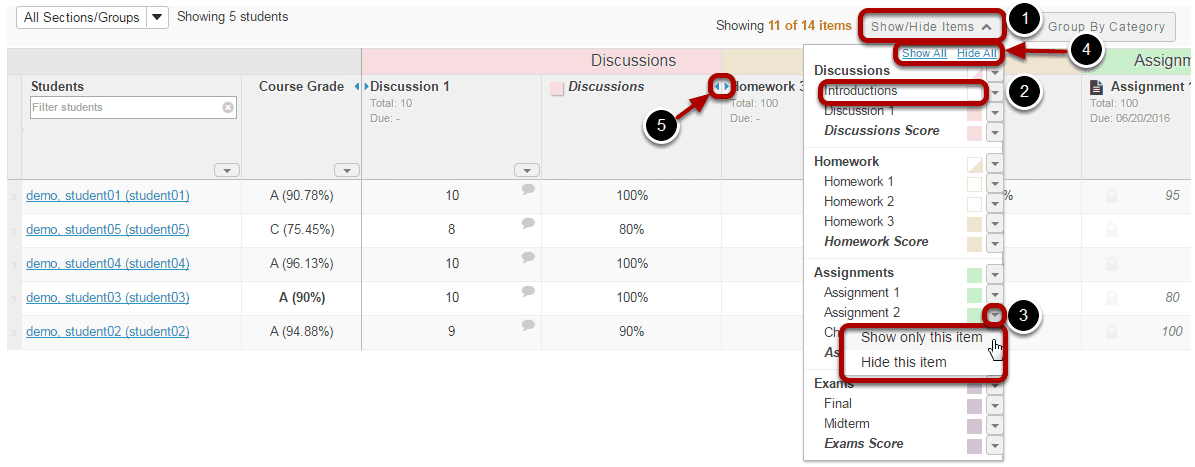 All Sections/Groups
Showing 5 students
Showing 11 of 14 items
Show/Hide Items
1
Group By Category
Show All Hide All
4
Discussions
Assignm
Students
Filter students
Course Grade
Discussion 1
Total: 10
Due: -
Discussions
5
Homework 3
Total: 100
Due: -
Assignment 1
Total: 100
Due: 06/20/2016
Discussions
Introductions
2
Discussion 1
Discussions Score
Homework
Homework 1
Homework 2
Homework 3
Homework Score
Assignments
Assignment 1
Assignment 2
3
Ch
Show only this item
As
Hide this item
Exams
Final
Midterm
Exams Score
demo, student01 (student01) A (90.78%) 10 100% % 95
demo, student05 (student05) C (75.45%) 8 80%
demo, student04 (student04) A (96.13%) 10 100%
demo, student03 (student03) A (90%) 10 100% 80
demo, student02 (student02) A (94.88%) 9 90% 100